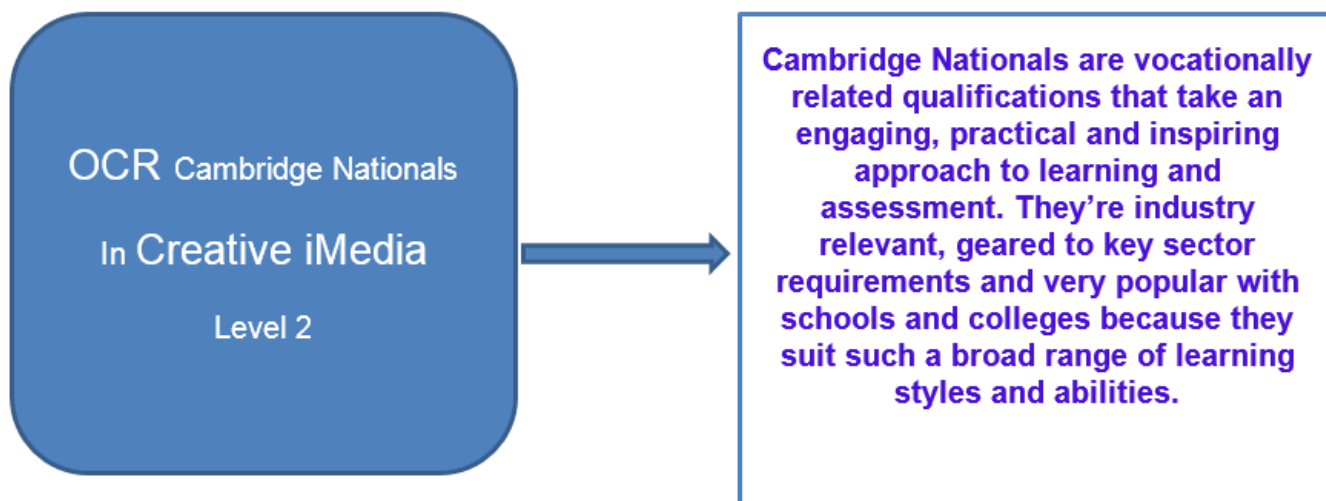 OCR Cambridge Nationals
In Creative iMedia
Level 2
Cambridge Nationals are vocationally
related qualifications that take an
engaging, practical and inspiring
approach to learning and
assessment. They’re industry
relevant, geared to key sector
requirements and very popular with
schools and colleges because they
suit such a broad range of learning
styles and abilities.